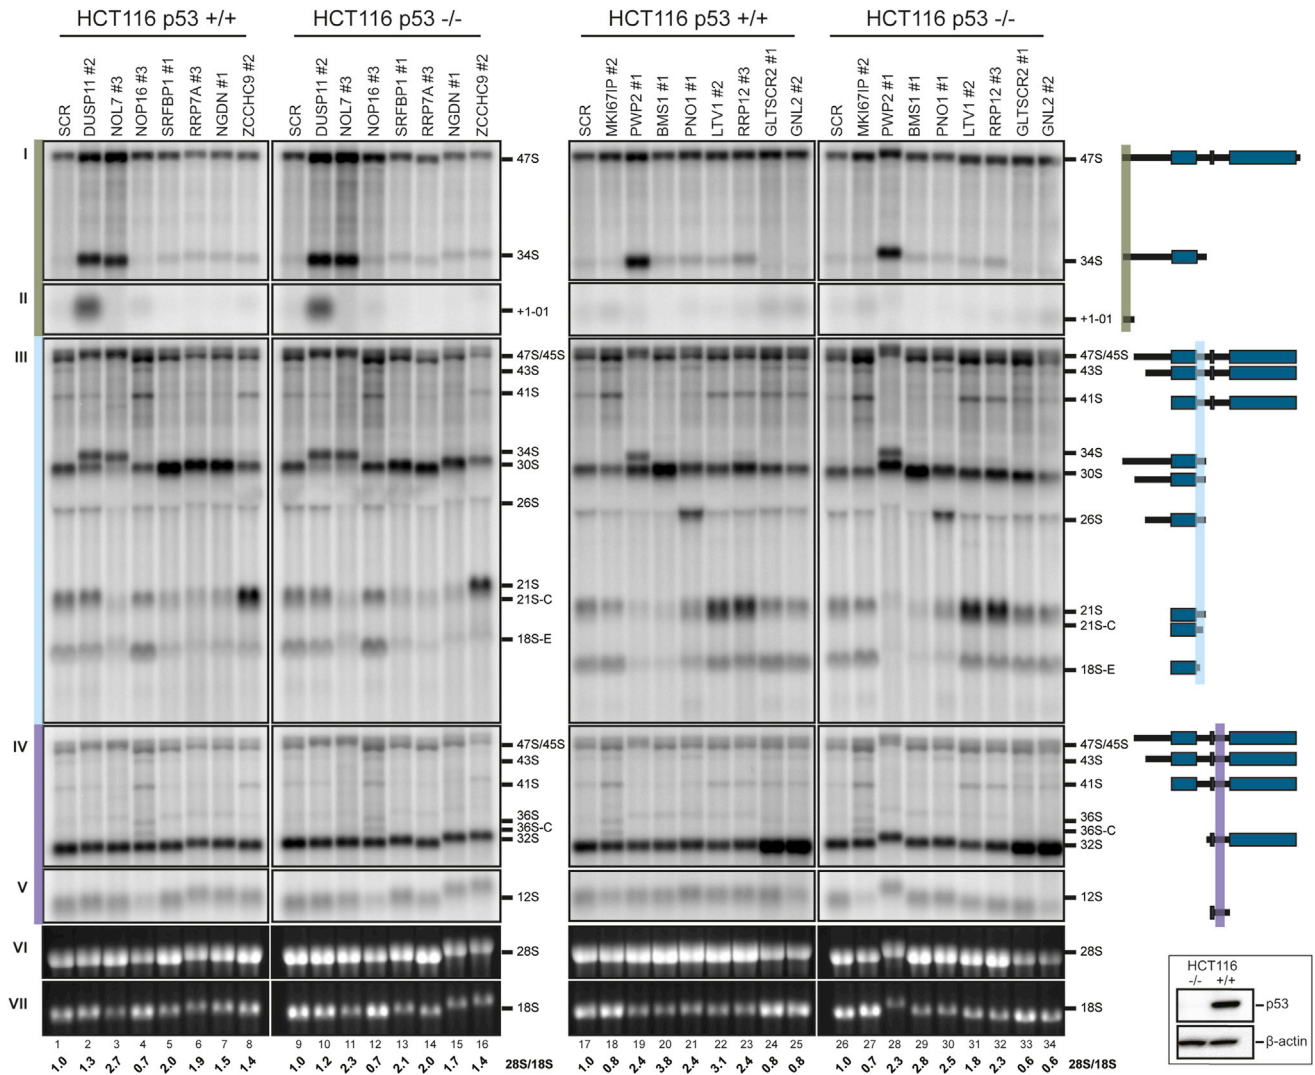 HCT116 p53 +/+ HCT116 p53 -/- HCT116 p53 +/+ HCT116 p53 -/-
SCR DUSP11 #2 NOL7 #3 NOP16 #3 SRFBP1 #1 RRP7A #3 NGDN #1 ZCCHC9 #2 SCR DUSP11 #2 NOL7 #3 NOP16 #3 SRFBP1 #1 RRP7A #3 NGDN #1 ZCCHC9 #2 SCR MKI67IP #2 PWP2 #1 BMS1 #1 PNO1 #1 LTV1 #2 RRP12 #3 GLTSCR2 #1 GNL2 #2 SCR MKI67IP #2 PWP2 #1 BMS1 #1 PNO1 #1 LTV1 #2 RRP12 #3 GLTSCR2 #1 GNL2 #2
I 47S 47S
34S 34S
II +1-01 +1-01
III 47S/45S 47S/45S
43S 43S
41S 41S
34S 34S
30S 30S
26S 26S
21S 21S
21S-C 21S-C
18S-E 18S-E
IV 47S/45S 47S/45S
43S 43S
41S 41S
36S 36S
36S-C 36S-C
32S 32S
V 12S 12S
VI 28S 28S
VII 18S 18S
1 2 3 4 5 6 7 8 9 10 11 12 13 14 15 16 17 18 19 20 21 22 23 24 25 26 27 28 29 30 31 32 33 34
1.0 1.3 2.7 0.7 2.0 1.9 1.5 1.4 1.0 1.2 2.3 0.7 2.1 2.0 1.7 1.4 28S/18S 1.0 0.8 2.4 3.8 2.4 3.1 2.4 0.8 0.8 1.0 0.7 2.3 2.8 2.5 1.8 2.3 0.6 0.6 28S/18S
HCT116
-/- +/+
p53
β-actin